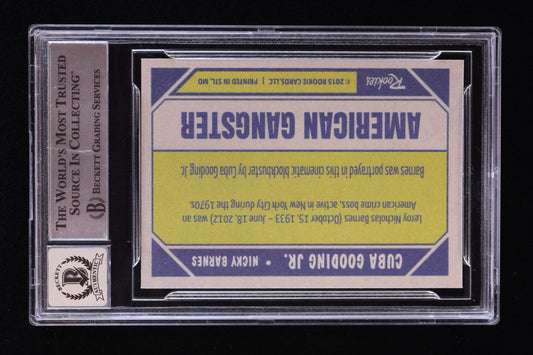 THE WORLD'S MOST TRUSTED
SOURCE IN COLLECTING™
BECKETT GRADING SERVICES
BECKETT
AUTHENTIC
CUBA GOODING JR. • NICKY BARNES
Leroy Nicholas Barnes (October 15, 1933 – June 18, 2012) was an
American crime boss, active in New York City during the 1970s.
Barnes was portrayed in this cinematic blockbuster by Cuba Gooding Jr.
AMERICAN GANGSTER
Rookies
©2015 ROOKIE CARDS, LLC | PRINTED IN STL, MO